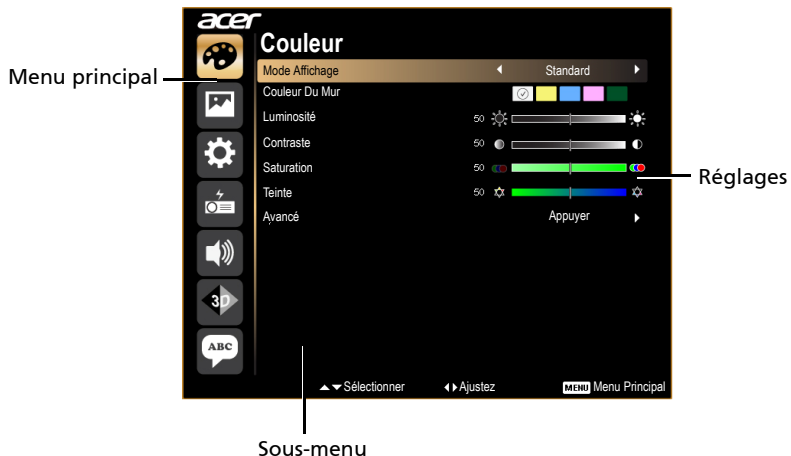 acer
Couleur
Menu principal
Mode Affichage Standard
Couleur Du Mur
Luminosité 50
Contraste 50
Saturation 50
Réglages
Teinte 50
Avancé Appuyer
3D
ABC
Sélectionner Ajustez MENU Menu Principal
Sous-menu